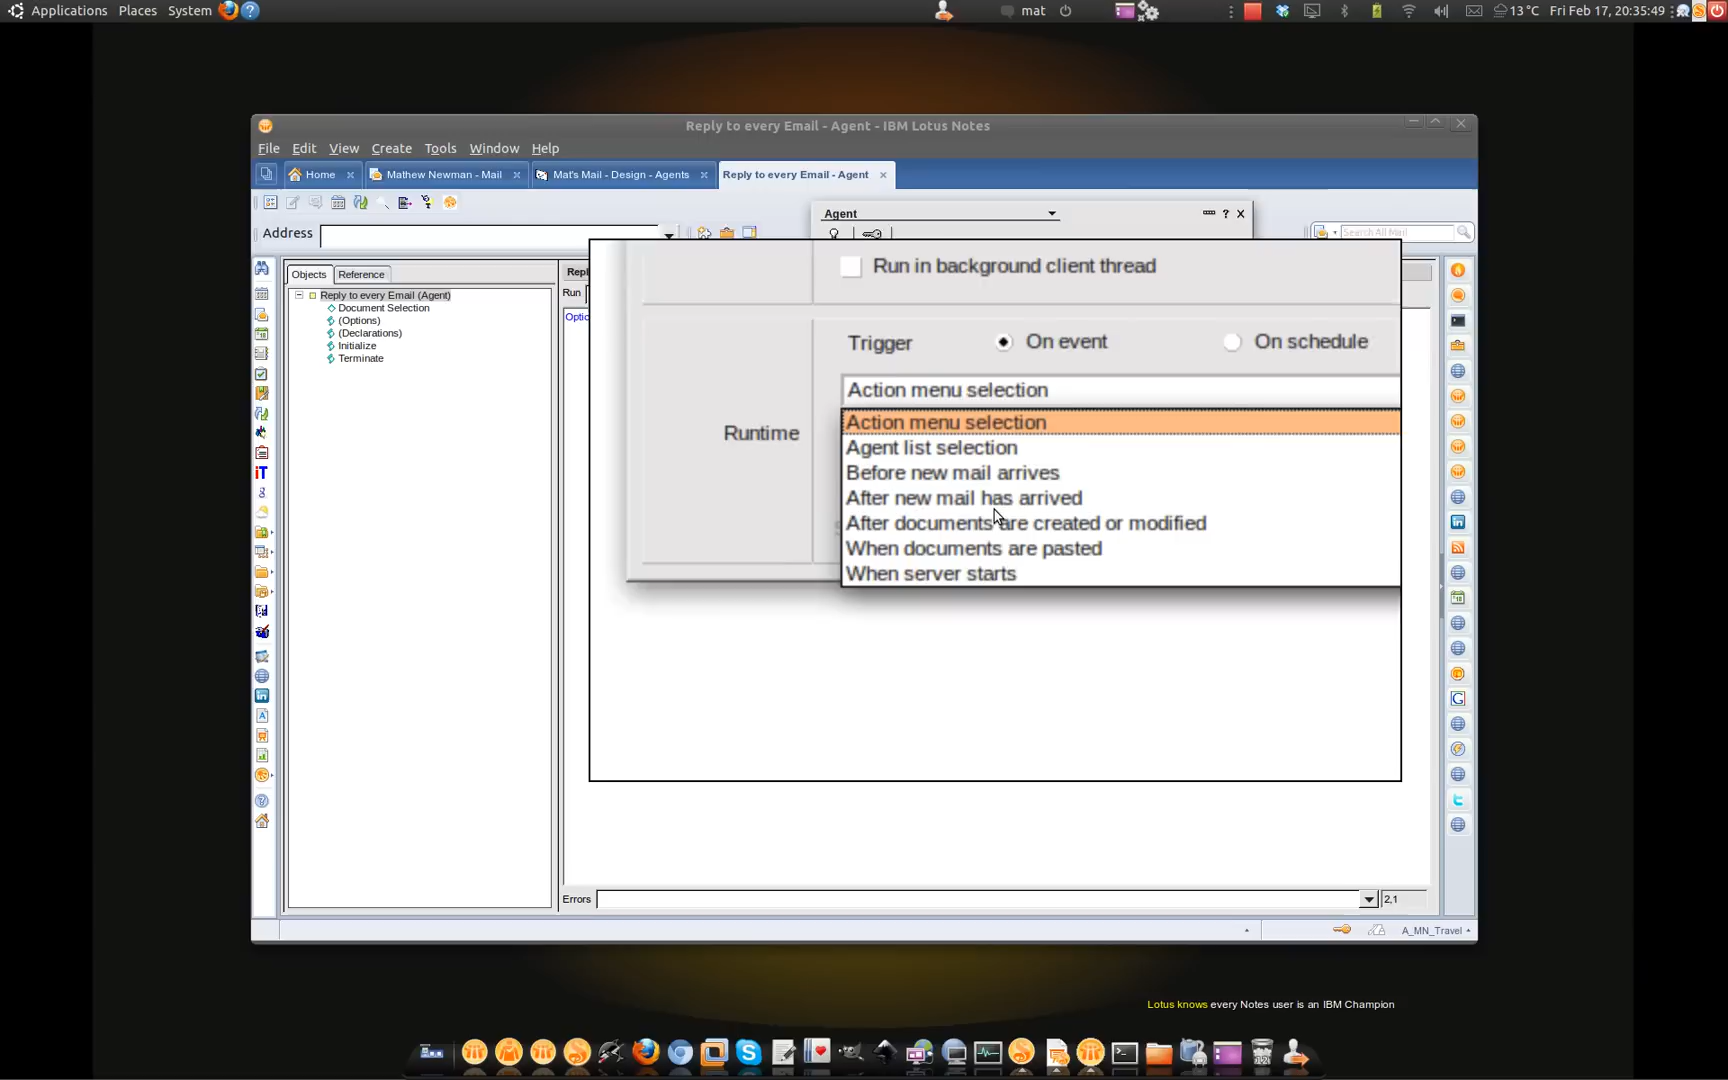 Applications Places System
mat
13 °C Fri Feb 17, 20:35:49
Reply to every Email - Agent - IBM Lotus Notes
File Edit View Create Tools Window Help
Home
Mathew Newman - Mail
Mat's Mail - Design - Agents
Reply to every Email - Agent
Address
Agent
Search All Mail
Objects Reference
Reply to every Email (Agent)
Document Selection
(Options)
(Declarations)
Initialize
Terminate
Repl
Run
Optio
Run in background client thread
Trigger On event On schedule
Runtime
Action menu selection
Action menu selection
Agent list selection
Before new mail arrives
After new mail has arrived
After documents are created or modified
When documents are pasted
When server starts
Errors 2,1
A_MN_Travel
Lotus knows every Notes user is an IBM Champion